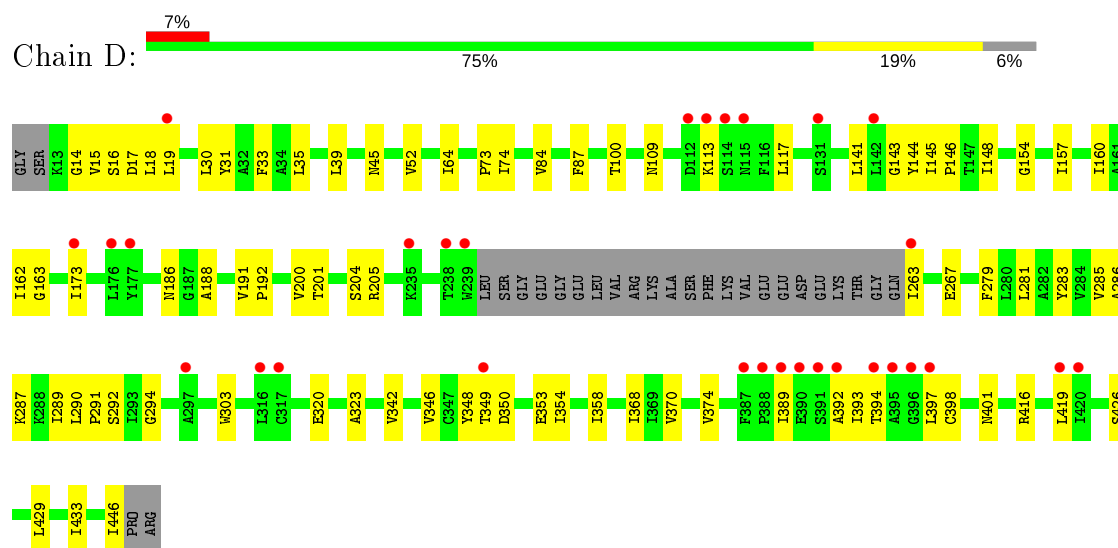 7%
Chain D:
75% 19% 6%
GLY SER K13 G14 V15 S16 D17 L18 L19 L30 Y31 A32 F33 A34 L35 L39 N45 V52 I64 P73 I74 V84 F87 T100 N109 D112 K113 S114 N115 F116 L117 S131 L141 L142 G143 Y144 I145 P146 T147 I148 G154 I157 I160 A161
I162 G163 I173 L176 Y177 N186 G187 A188 V191 P192 V200 T201 S204 R205 K235 T238 W239 LEU SER GLY GLU GLU GLY GLU LEU VAL ARG LYS ALA SER PHE LYS VAL GLU GLU ASP GLU LYS THR GLY GLN I263 E267 F279 L280 L281 A282 Y283 V284 V285 A286
K287 K288 I289 L290 P291 S292 I293 G294 A297 W303 L316 C317 E320 A323 V342 V346 C347 Y348 T349 D350 E353 I354 I358 I368 I369 V370 V374 F387 P388 I389 E390 S391 A392 I393 T394 A395 G396 L397 C398 N401 R416 L419 I420 S426
L429 I433 I446 PRO ARG